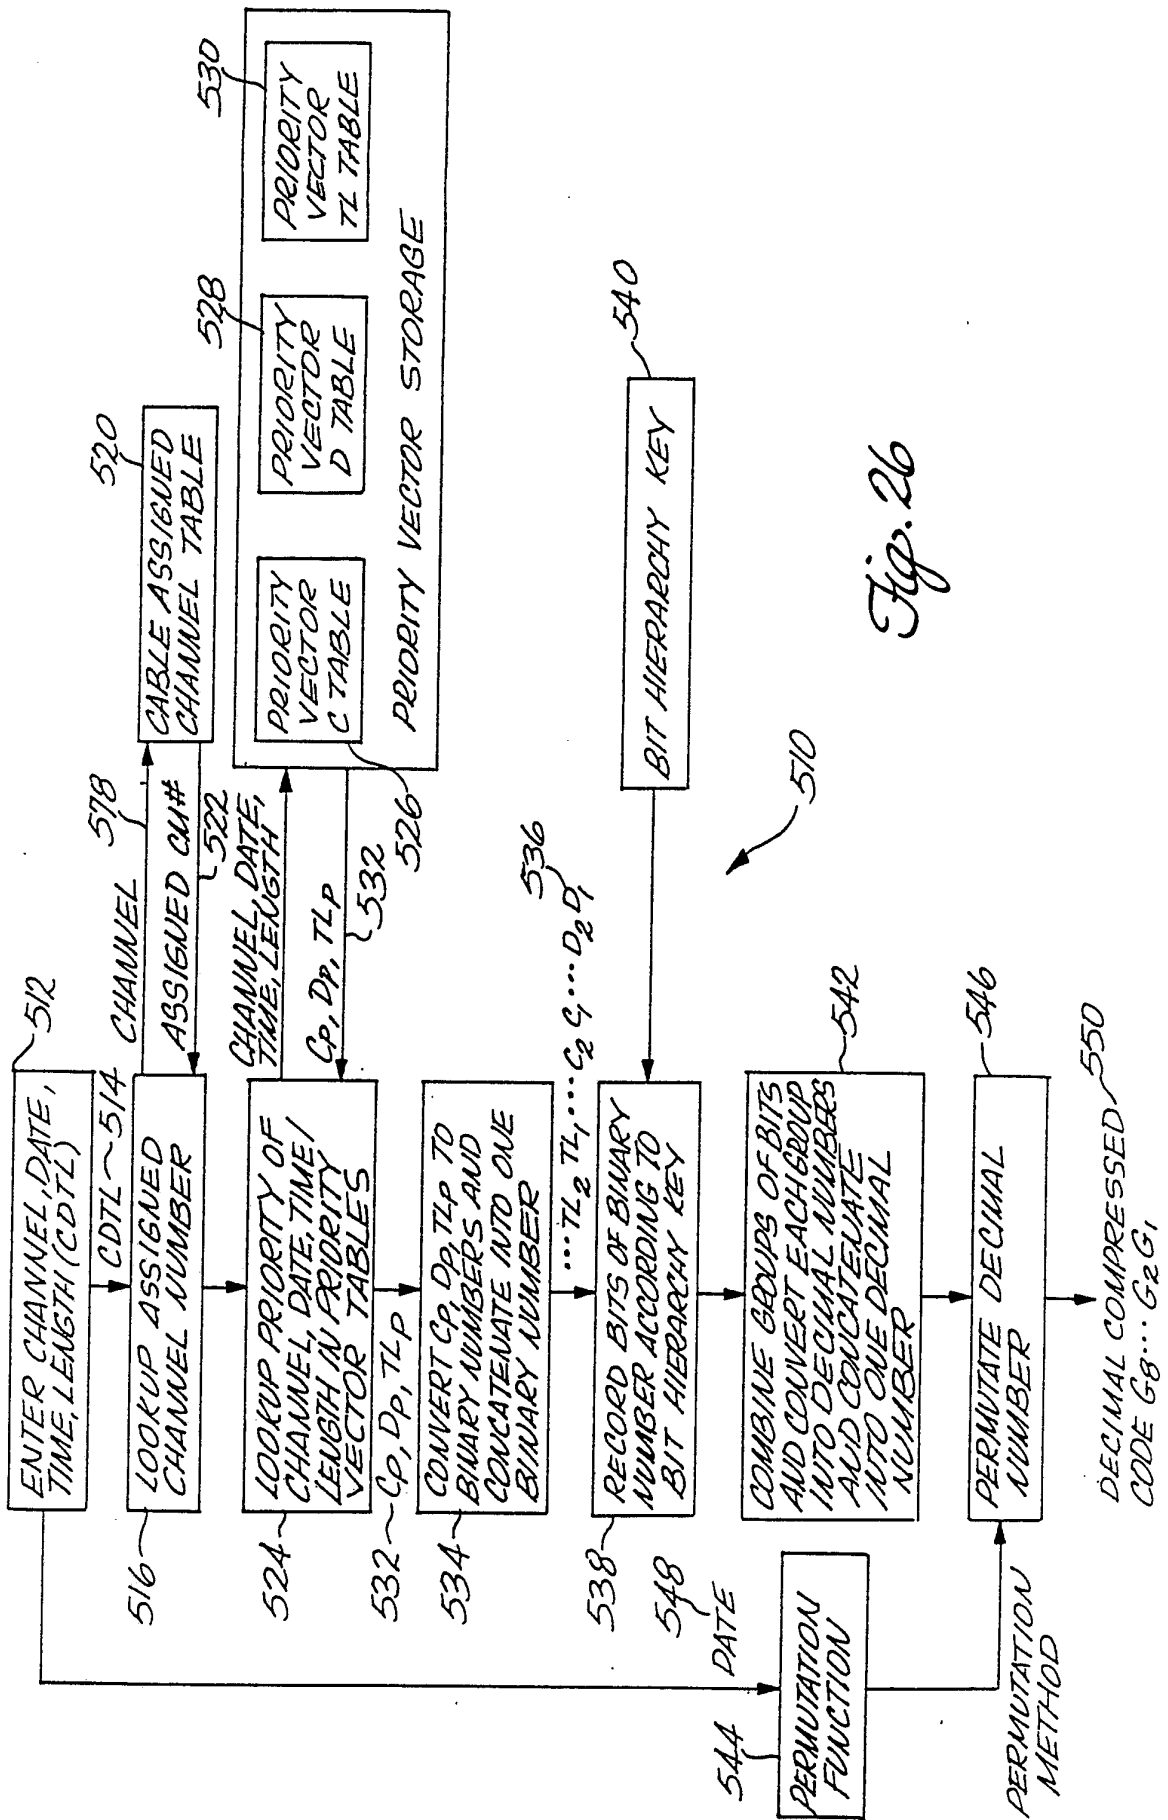 ENTER CHANNEL, DATE,
TIME, LENGTH (CDTL)
512
CDTL
514
CHANNEL
578
LOOKUP ASSIGNED
CHANNEL NUMBER
516
ASSIGNED CH#
522
CABLE ASSIGNED
CHANNEL TABLE
520
LOOKUP PRIORITY OF
CHANNEL, DATE, TIME/
LENGTH IN PRIORITY
VECTOR TABLES
524
CHANNEL, DATE,
TIME, LENGTH
CP, DP, TLP
532
PRIORITY
VECTOR
C TABLE
526
PRIORITY
VECTOR
D TABLE
528
PRIORITY
VECTOR
TL TABLE
530
PRIORITY VECTOR STORAGE
532
CP, DP, TLP
CONVERT CP, DP, TLP TO
BINARY NUMBERS AND
CONCATENATE INTO ONE
BINARY NUMBER
534
...TL2 TL1 ... C2 C1 ... D2 D1
536
RECORD BITS OF BINARY
NUMBER ACCORDING TO
BIT HIERARCHY KEY
538
BIT HIERARCHY KEY
540
548
DATE
COMBINE GROUPS OF BITS
AND CONVERT EACH GROUP
INTO DECIMAL NUMBERS
AND CONCATENATE
INTO ONE DECIMAL
NUMBER
542
510
544
PERMUTATION
FUNCTION
PERMUTATION
METHOD
PERMUTATE DECIMAL
NUMBER
546
DECIMAL COMPRESSED
CODE G8 ... G2 G1
550
Fig. 26